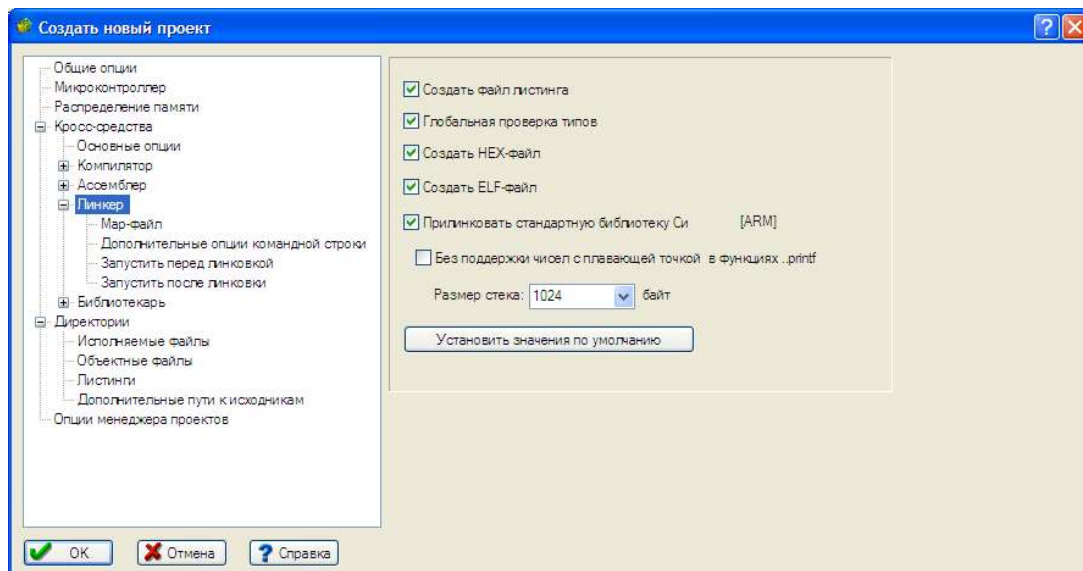 Создать новый проект
Общие опции
Микроконтроллер
Распределение памяти
Кросс-средства
Основные опции
Компилятор
Ассемблер
Линкер
Map-файл
Дополнительные опции командной строки
Запустить перед линковкой
Запустить после линковки
Библиотекарь
Директории
Исполняемые файлы
Объектные файлы
Листинги
Дополнительные пути к исходникам
Опции менеджера проектов
Создать файл листинга
Глобальная проверка типов
Создать HEX-файл
Создать ELF-файл
Прилинковать стандартную библиотеку Си [ARM]
Без поддержки чисел с плавающей точкой в функциях ..printf
Размер стека: 1024 байт
Установить значения по умолчанию
OK Отмена ? Справка